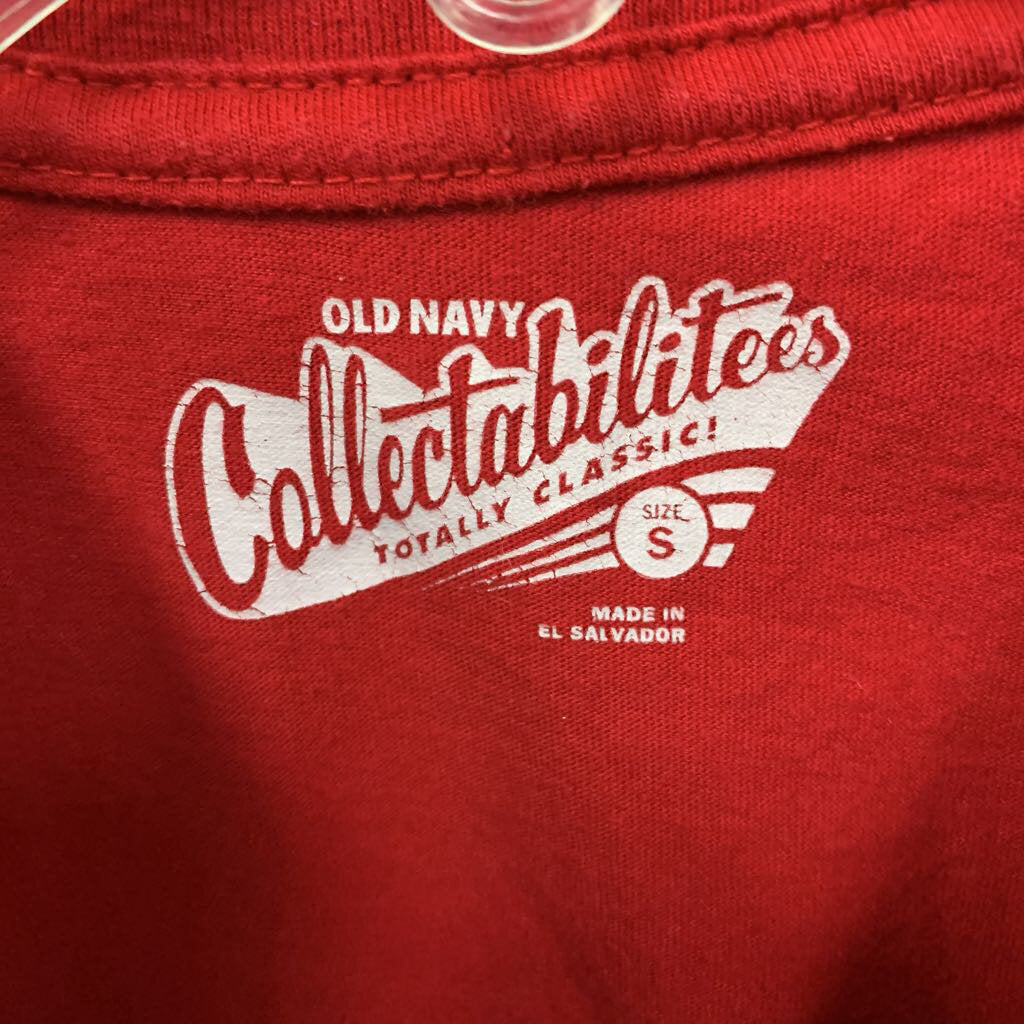 OLD NAVY
Collectabilitees
TOTALLY CLASSIC!
SIZE
S
MADE IN
EL SALVADOR